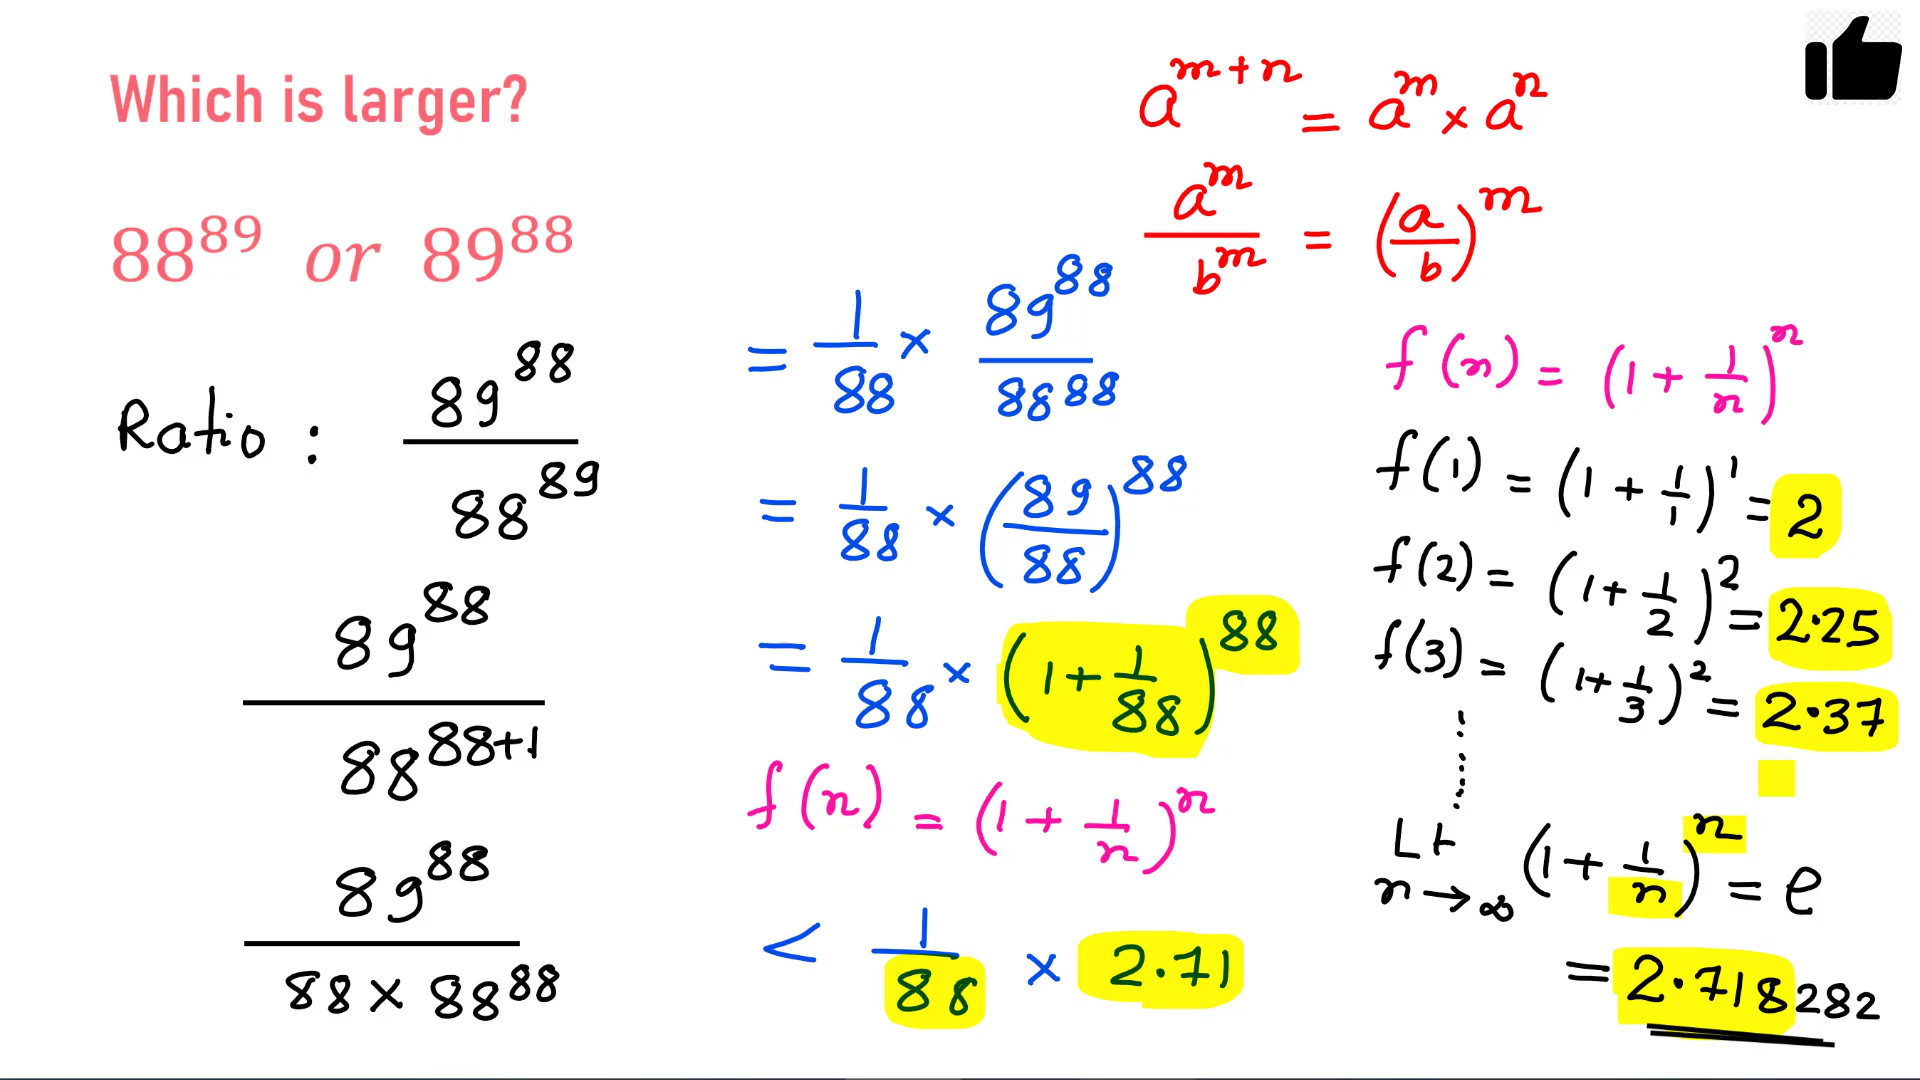 Which is larger?
88^89 or 89^88
Ratio : 89^88 / 88^89
89^88 / 88^(88+1)
89^88 / (88 × 88^88)
= 1/88 × 89^88 / 88^88
= 1/88 × (89/88)^88
= 1/88 × (1 + 1/88)^88
f(n) = (1 + 1/n)^n
< 1/88 × 2.71
a^(m+n) = a^m × a^n
a^m / b^m = (a/b)^m
f(n) = (1 + 1/n)^n
f(1) = (1 + 1/1)^1 = 2
f(2) = (1 + 1/2)^2 = 2.25
f(3) = (1 + 1/3)^2 = 2.37
Lt n→∞ (1 + 1/n)^n = e
= 2.718282